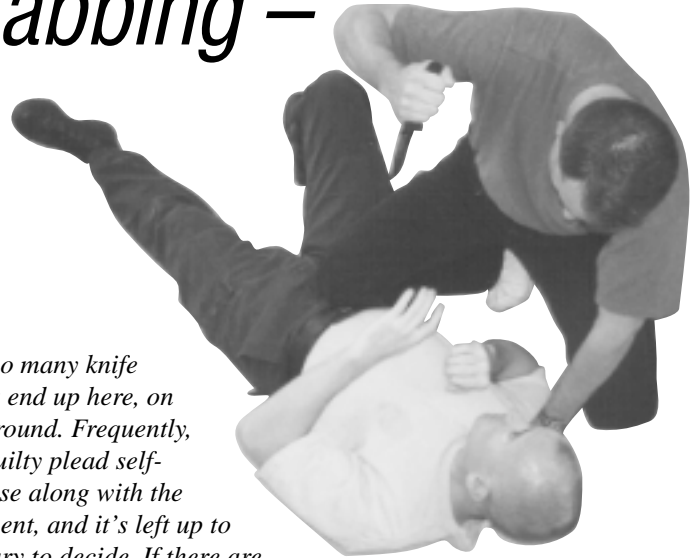 abbing –
o many knife
end up here, on
round. Frequently,
uilty plead self-
se along with the
ent, and it's left up to
ry to decide. If there are